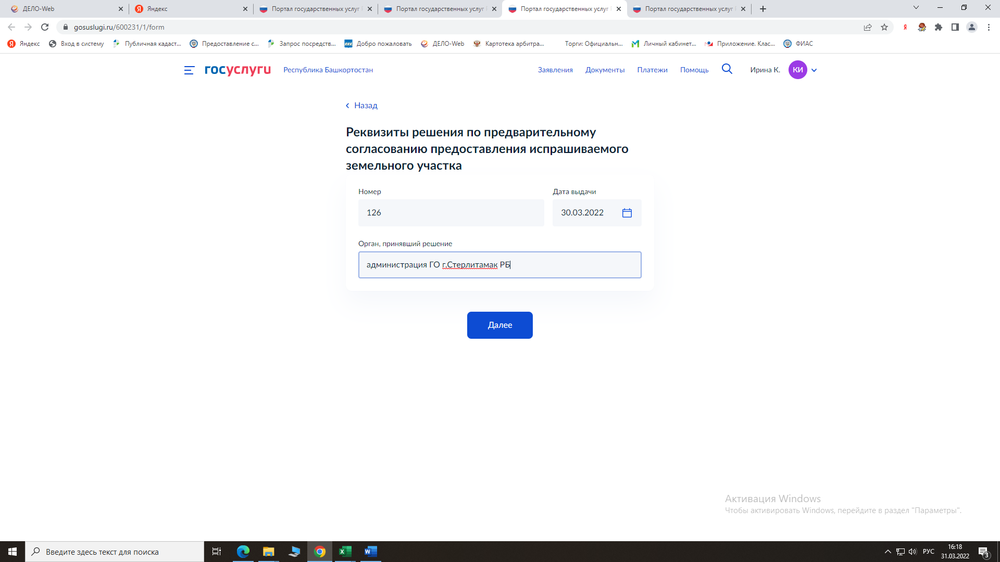 ДЕЛО-Web
Яндекс
Портал государственных услуг
Портал государственных услуг
Портал государственных услуг
Портал государственных услуг
gosuslugi.ru/600231/1/form
Яндекс
Вход в систему
Публичная кадаст...
Предоставление с...
Запрос посредств...
Добро пожаловать
ДЕЛО-Web
Картотека арбитра...
Торги: Официальн...
Личный кабинет...
Приложение. Клас...
ФИАС
госуслуги
Республика Башкортостан
Заявления
Документы
Платежи
Помощь
Ирина К.
КИ
Назад
Реквизиты решения по предварительному
согласованию предоставления испрашиваемого
земельного участка
Номер
Дата выдачи
126
30.03.2022
Орган, принявший решение
администрация ГО г.Стерлитамак РБ
Далее
Активация Windows
Чтобы активировать Windows, перейдите в раздел "Параметры".
Введите здесь текст для поиска
РУС
16:18
31.03.2022
3